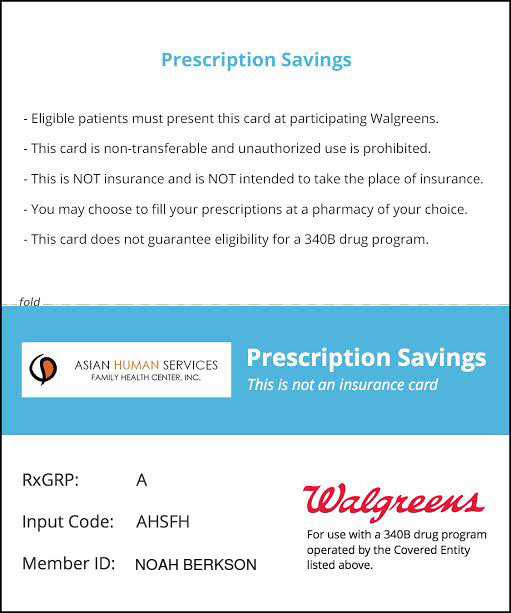 Prescription Savings
- Eligible patients must present this card at participating Walgreens.
- This card is non-transferable and unauthorized use is prohibited.
- This is NOT insurance and is NOT intended to take the place of insurance.
- You may choose to fill your prescriptions at a pharmacy of your choice.
- This card does not guarantee eligibility for a 340B drug program.
fold
ASIAN HUMAN SERVICES
FAMILY HEALTH CENTER, INC.
Prescription Savings
This is not an insurance card
RxGRP: A
Input Code: AHSFH
Member ID: NOAH BERKSON
Walgreens
For use with a 340B drug program
operated by the Covered Entity
listed above.